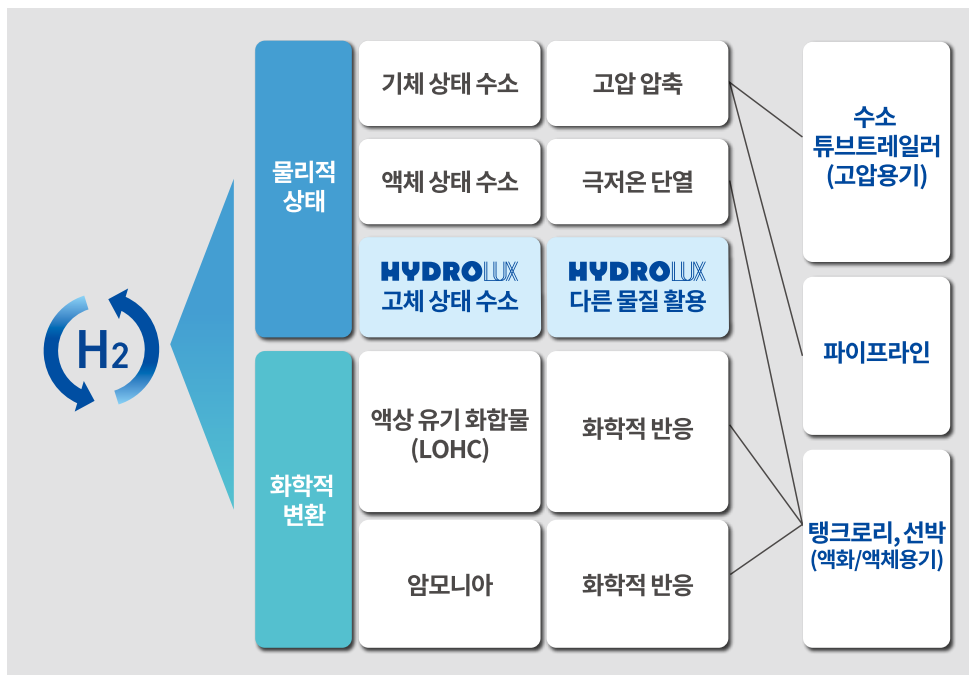 H2
물리적
상태
기체 상태 수소
고압 압축
액체 상태 수소
극저온 단열
HYDROLUX
고체 상태 수소
HYDROLUX
다른 물질 활용
화학적
변환
액상 유기 화합물
(LOHC)
화학적 반응
암모니아
화학적 반응
수소
튜브트레일러
(고압용기)
파이프라인
탱크로리, 선박
(액화/액체용기)